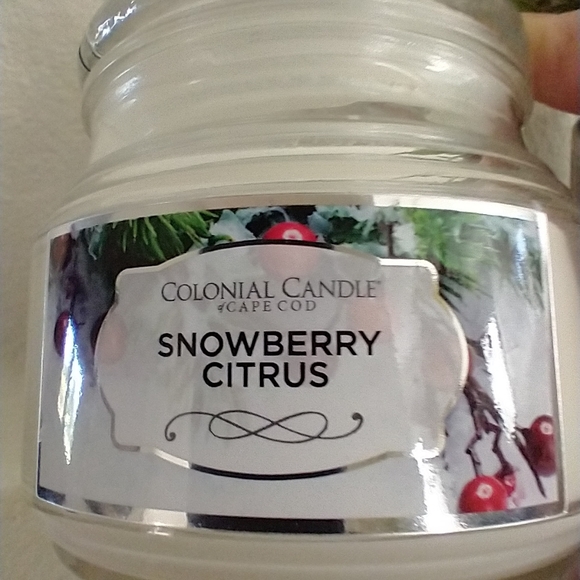 COLONIAL CANDLE
of CAPE COD
SNOWBERRY
CITRUS